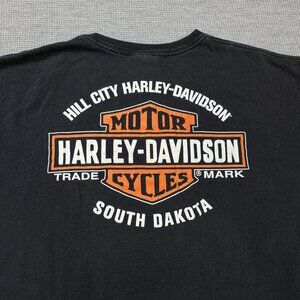 HILL CITY HARLEY-DAVIDSON
MOTOR
HARLEY-DAVIDSON
TRADE ® MARK
CYCLES
SOUTH DAKOTA